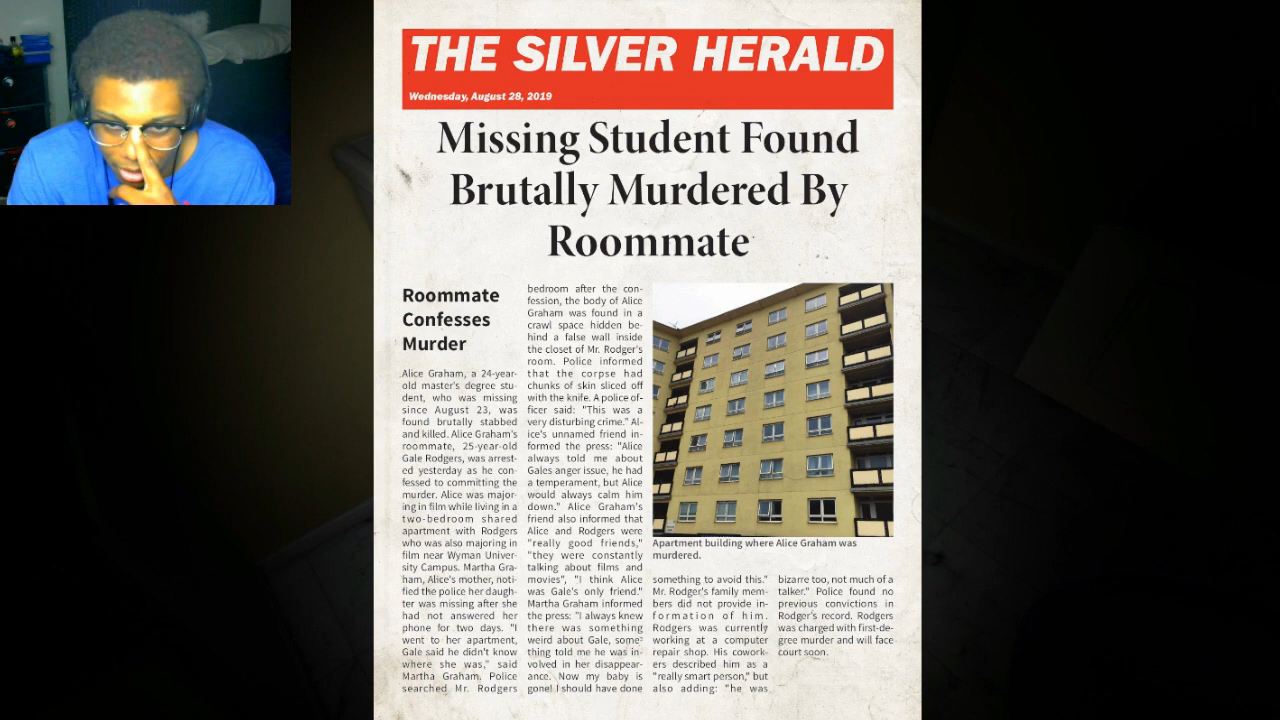 THE SILVER HERALD
Wednesday, August 28, 2019
Missing Student Found
Brutally Murdered By
Roommate
Roommate
Confesses
Murder
Alice Graham, a 24-year-
old master's degree stu-
dent, who was missing
since August 23, was
found brutally stabbed
and killed. Alice Graham's
roommate, 25-year-old
Gale Rodgers, was arrest-
ed yesterday as he con-
fessed to committing the
murder. Alice was major-
ing in film while living in a
two-bedroom shared
apartment with Rodgers
who was also majoring in
film near Wyman Univer-
sity Campus. Martha Gra-
ham, Alice's mother, noti-
fied the police her daugh-
ter was missing after she
had not answered her
phone for two days. "I
went to her apartment,
Gale said he didn't know
where she was," said
Martha Graham. Police
searched Mr. Rodgers
bedroom after the con-
fession, the body of Alice
Graham was found in a
crawl space hidden be-
hind a false wall inside
the closet of Mr. Rodger's
room. Police informed
that the corpse had
chunks of skin sliced off
with the knife. A police of-
ficer said: "This was a
very disturbing crime." Al-
ice's unnamed friend in-
formed the press: "Alice
always told me about
Gales anger issue, he had
a temperament, but Alice
would always calm him
down." Alice Graham's
friend also informed that
Alice and Rodgers were
"really good friends,"
"they were constantly
talking about films and
movies", "I think Alice
was Gale's only friend."
Martha Graham informed
the press: "I always knew
there was something
weird about Gale, some-
thing told me he was in-
volved in her disappear-
ance. Now my baby is
gone! I should have done
Apartment building where Alice Graham was
murdered.
something to avoid this."
Mr. Rodger's family mem-
bers did not provide in-
formation of him.
Rodgers was currently
working at a computer
repair shop. His cowork-
ers described him as a
"really smart person," but
also adding: "he was
bizarre too, not much of a
talker." Police found no
previous convictions in
Rodger's record. Rodgers
was charged with first-de-
gree murder and will face
court soon.